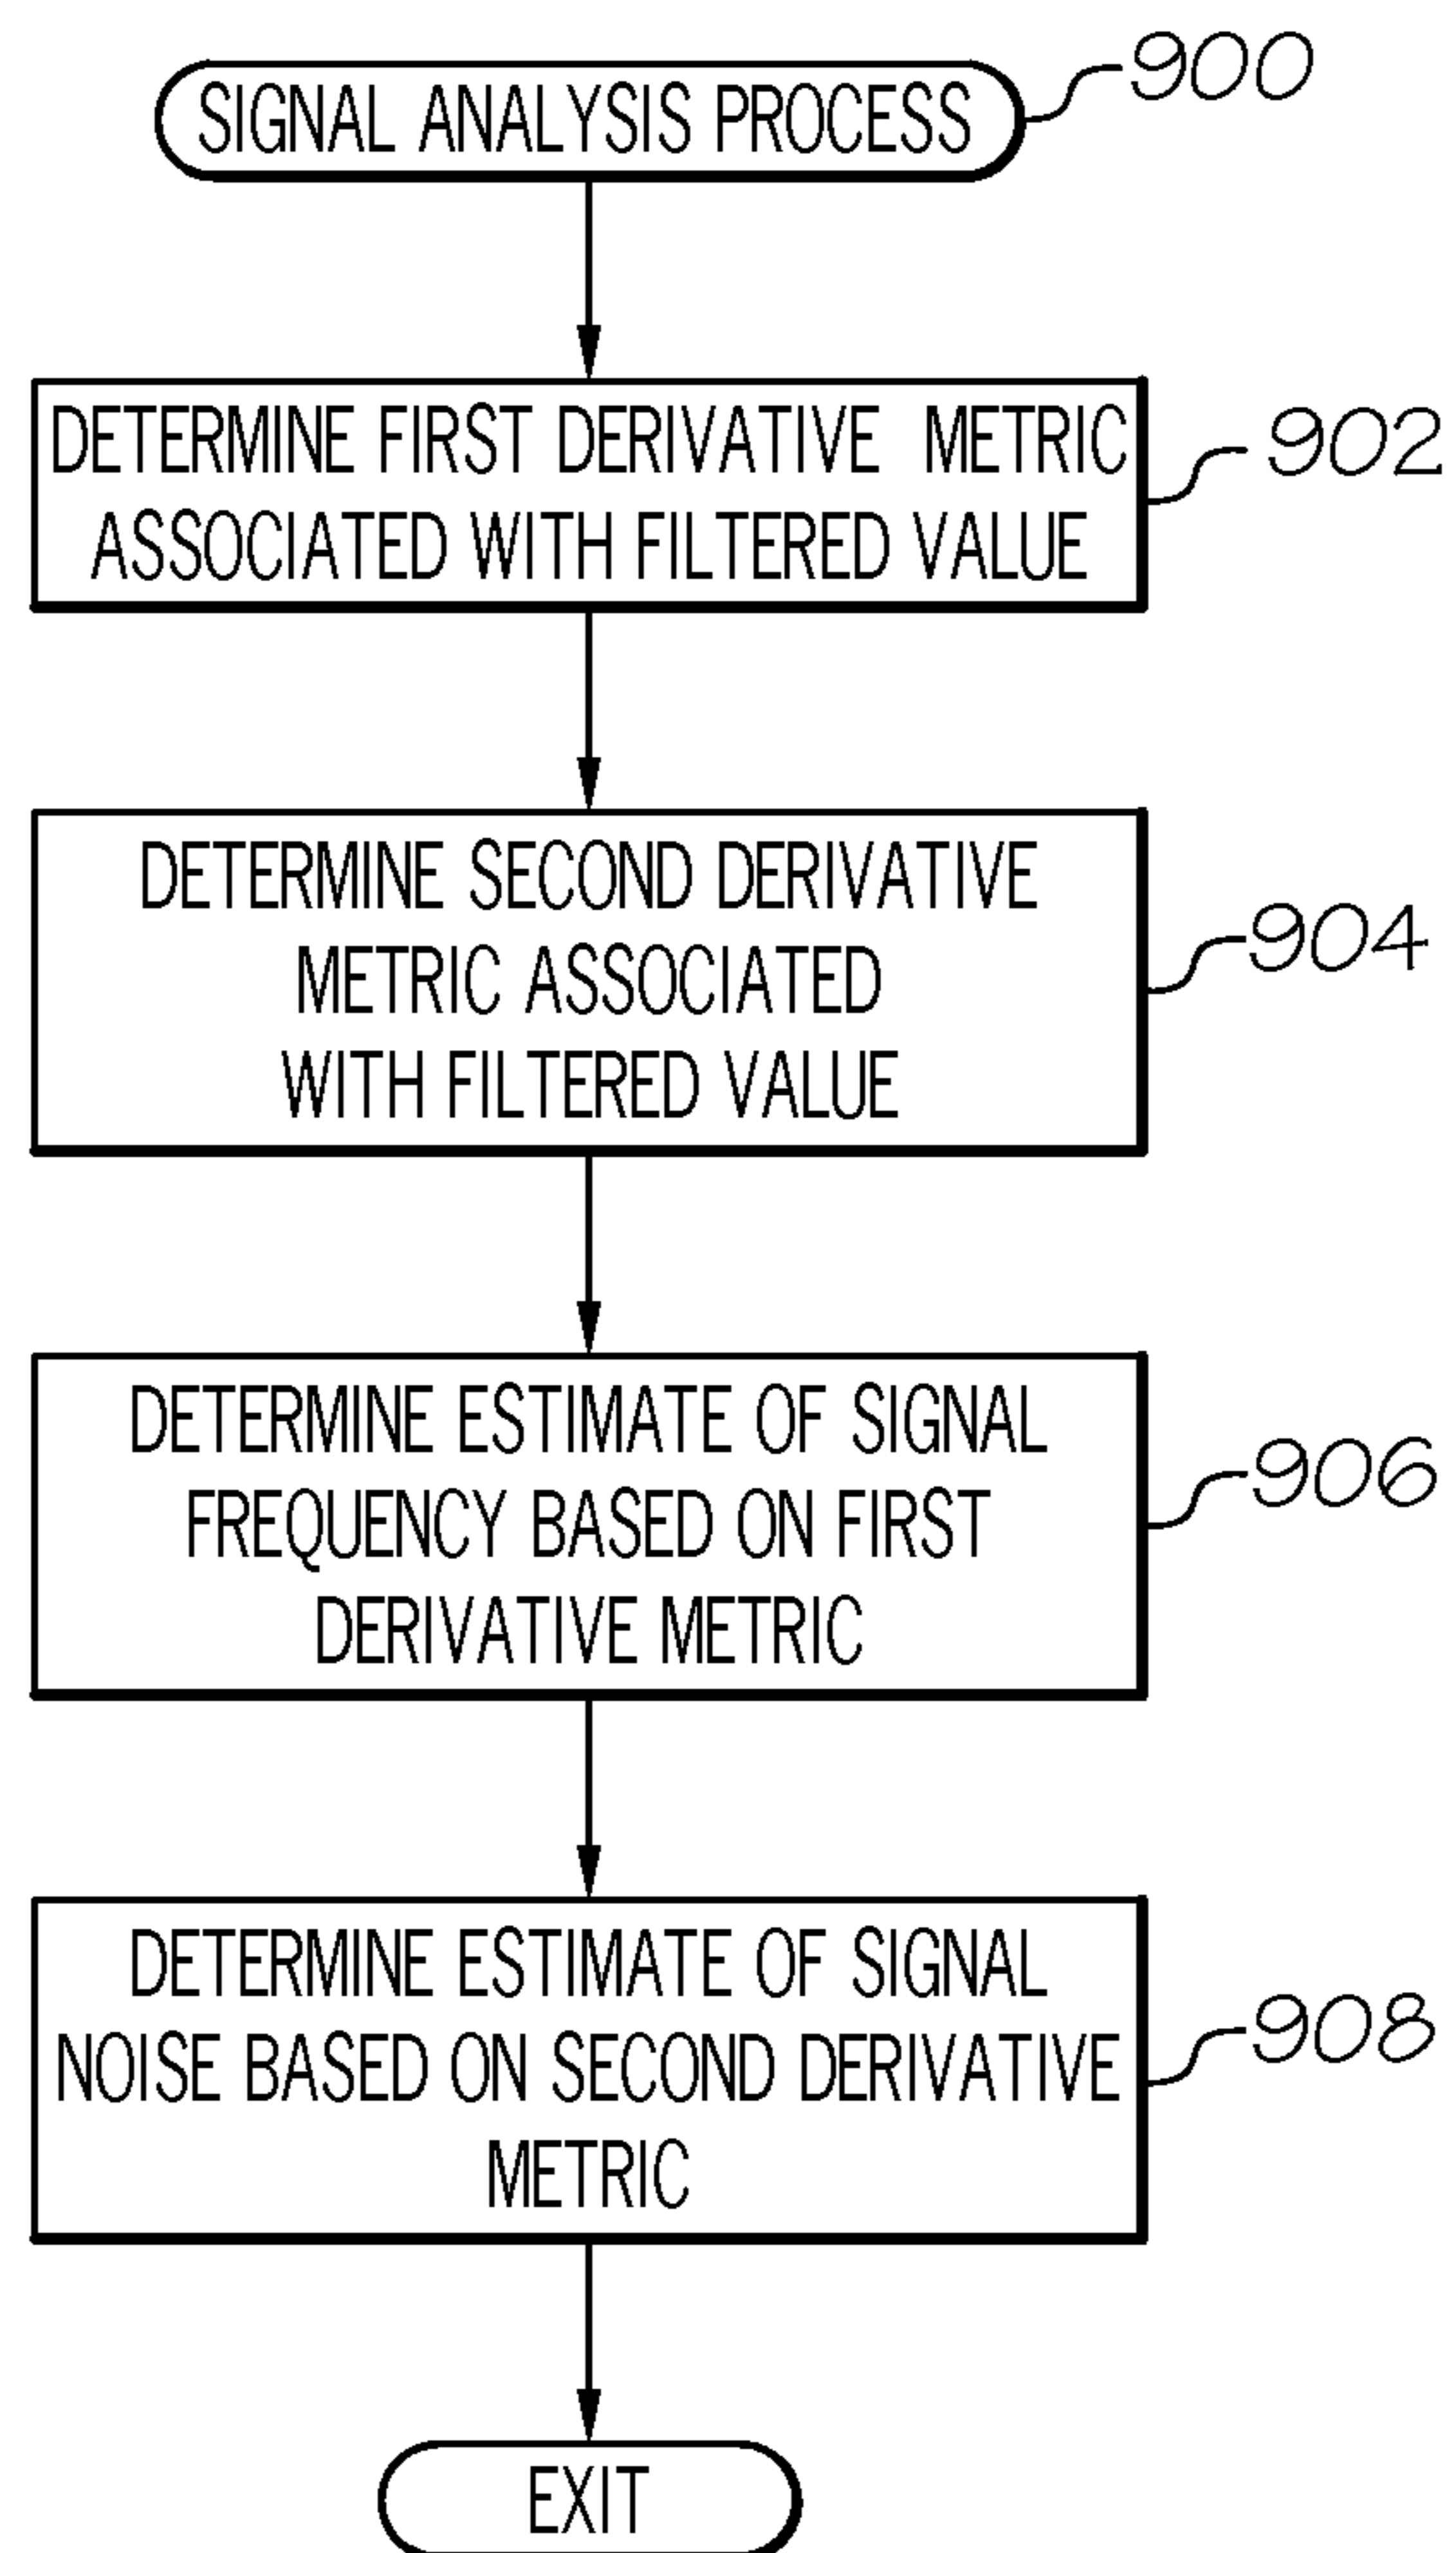 SIGNAL ANALYSIS PROCESS
900
DETERMINE FIRST DERIVATIVE METRIC
ASSOCIATED WITH FILTERED VALUE
902
DETERMINE SECOND DERIVATIVE
METRIC ASSOCIATED
WITH FILTERED VALUE
904
DETERMINE ESTIMATE OF SIGNAL
FREQUENCY BASED ON FIRST
DERIVATIVE METRIC
906
DETERMINE ESTIMATE OF SIGNAL
NOISE BASED ON SECOND DERIVATIVE
METRIC
908
EXIT